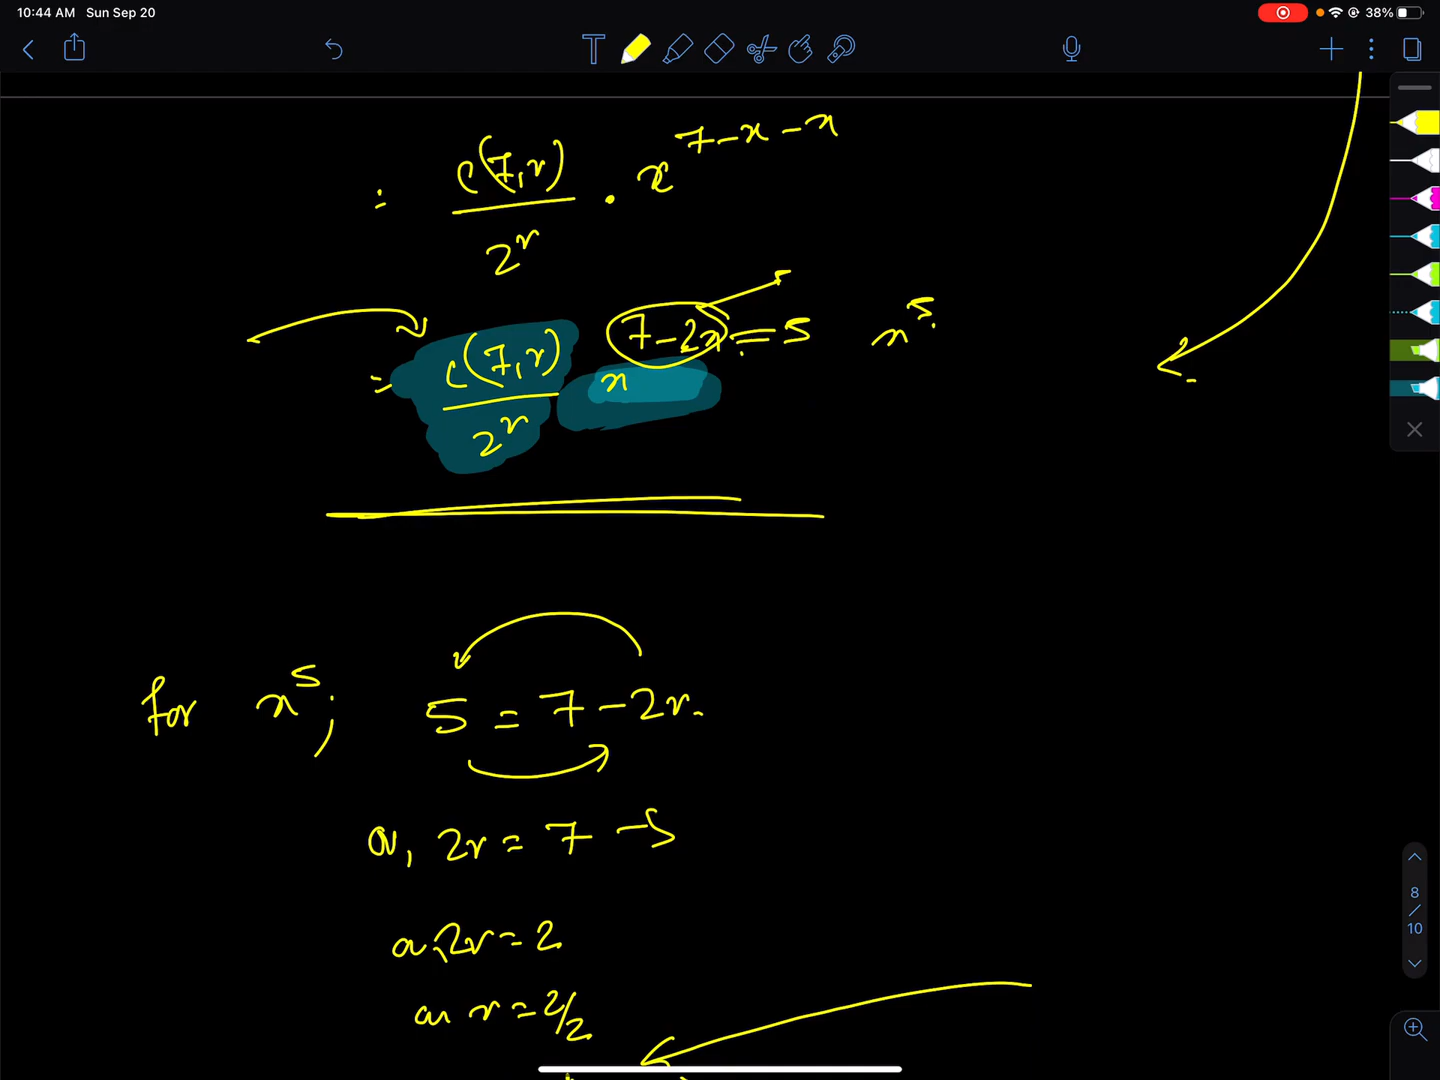 10:44 AM Sun Sep 20
38%
= C(7,r)/2^r . x^(7-r-r)
= C(7,r)/2^r x^(7-2r) = 5 x^5
for x^5; 5 = 7-2r
or, 2r = 7-5
or 2r = 2
or r = 2/2
8
/
10